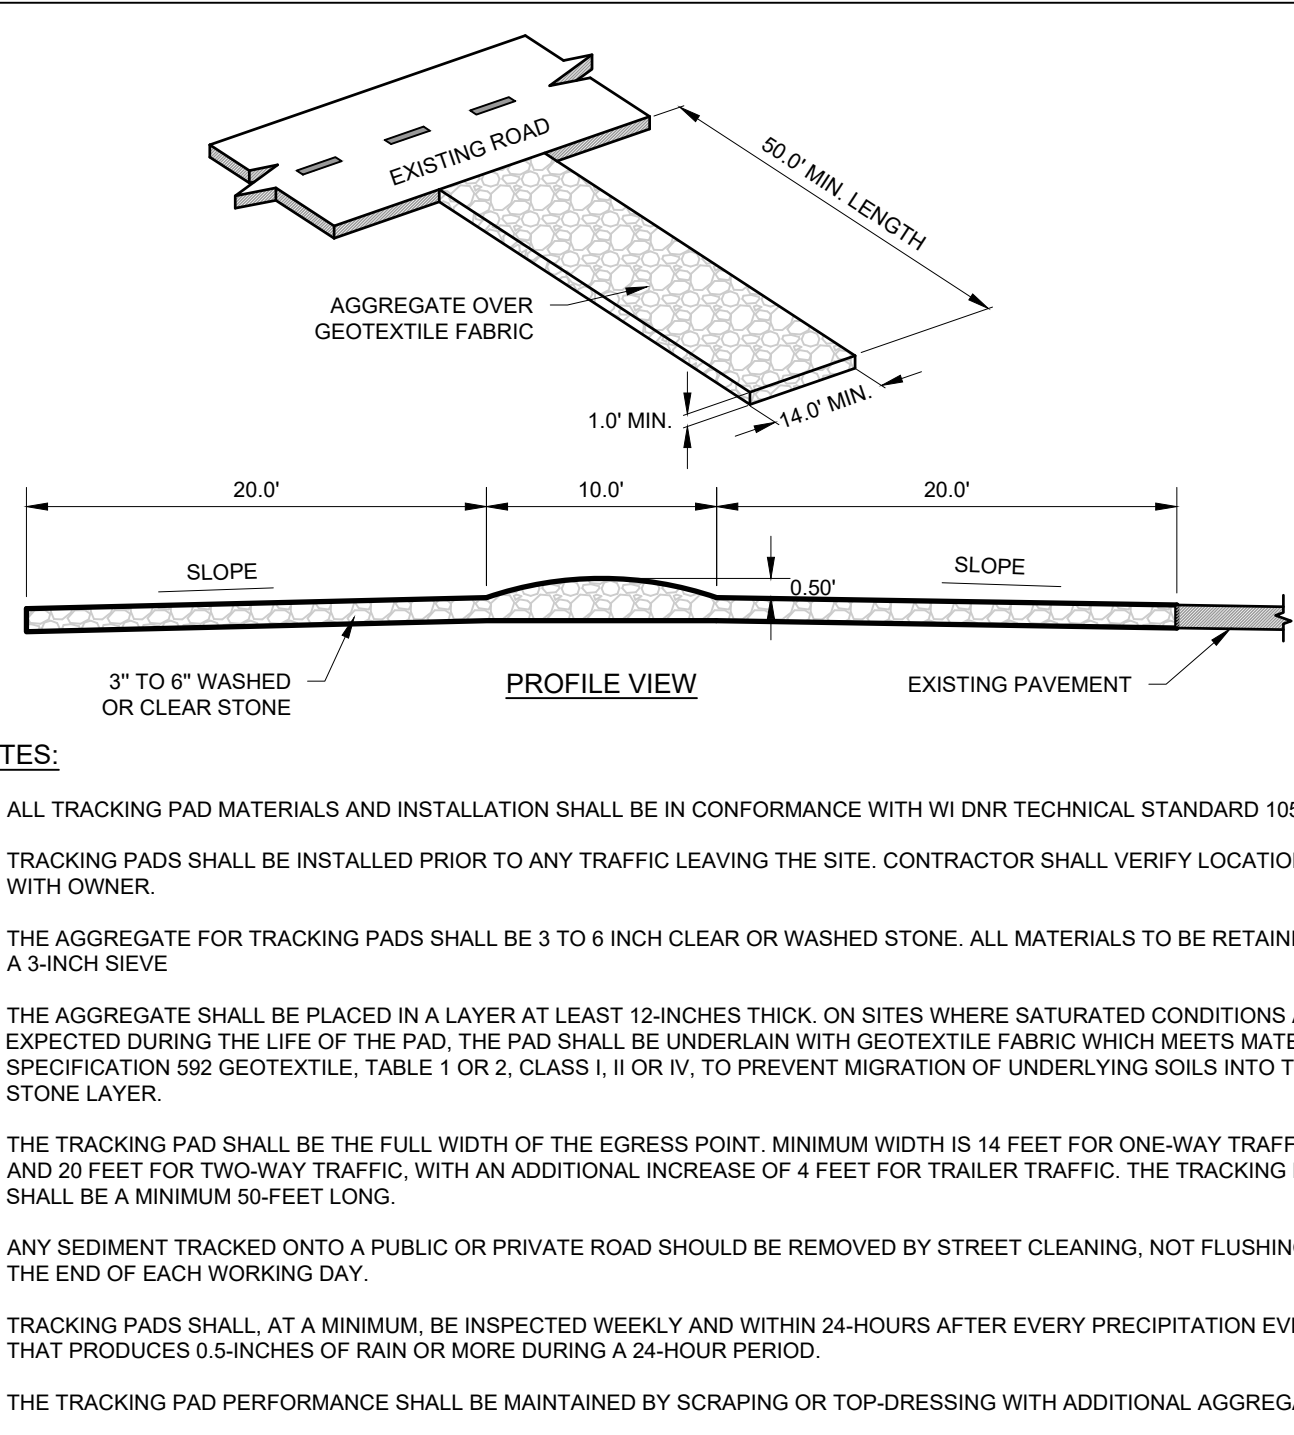 EXISTING ROAD
50.0' MIN. LENGTH
AGGREGATE OVER
GEOTEXTILE FABRIC
1.0' MIN.
14.0' MIN.
20.0'
10.0'
20.0'
SLOPE
SLOPE
0.50'
3" TO 6" WASHED
OR CLEAR STONE
PROFILE VIEW
EXISTING PAVEMENT
TES:
ALL TRACKING PAD MATERIALS AND INSTALLATION SHALL BE IN CONFORMANCE WITH WI DNR TECHNICAL STANDARD 105
TRACKING PADS SHALL BE INSTALLED PRIOR TO ANY TRAFFIC LEAVING THE SITE. CONTRACTOR SHALL VERIFY LOCATION
WITH OWNER.
THE AGGREGATE FOR TRACKING PADS SHALL BE 3 TO 6 INCH CLEAR OR WASHED STONE. ALL MATERIALS TO BE RETAIN
A 3-INCH SIEVE
THE AGGREGATE SHALL BE PLACED IN A LAYER AT LEAST 12-INCHES THICK. ON SITES WHERE SATURATED CONDITIONS A
EXPECTED DURING THE LIFE OF THE PAD, THE PAD SHALL BE UNDERLAIN WITH GEOTEXTILE FABRIC WHICH MEETS MATE
SPECIFICATION 592 GEOTEXTILE, TABLE 1 OR 2, CLASS I, II OR IV, TO PREVENT MIGRATION OF UNDERLYING SOILS INTO T
STONE LAYER.
THE TRACKING PAD SHALL BE THE FULL WIDTH OF THE EGRESS POINT. MINIMUM WIDTH IS 14 FEET FOR ONE-WAY TRAFF
AND 20 FEET FOR TWO-WAY TRAFFIC, WITH AN ADDITIONAL INCREASE OF 4 FEET FOR TRAILER TRAFFIC. THE TRACKING
SHALL BE A MINIMUM 50-FEET LONG.
ANY SEDIMENT TRACKED ONTO A PUBLIC OR PRIVATE ROAD SHOULD BE REMOVED BY STREET CLEANING, NOT FLUSHING
THE END OF EACH WORKING DAY.
TRACKING PADS SHALL, AT A MINIMUM, BE INSPECTED WEEKLY AND WITHIN 24-HOURS AFTER EVERY PRECIPITATION EVE
THAT PRODUCES 0.5-INCHES OF RAIN OR MORE DURING A 24-HOUR PERIOD.
THE TRACKING PAD PERFORMANCE SHALL BE MAINTAINED BY SCRAPING OR TOP-DRESSING WITH ADDITIONAL AGGREGA